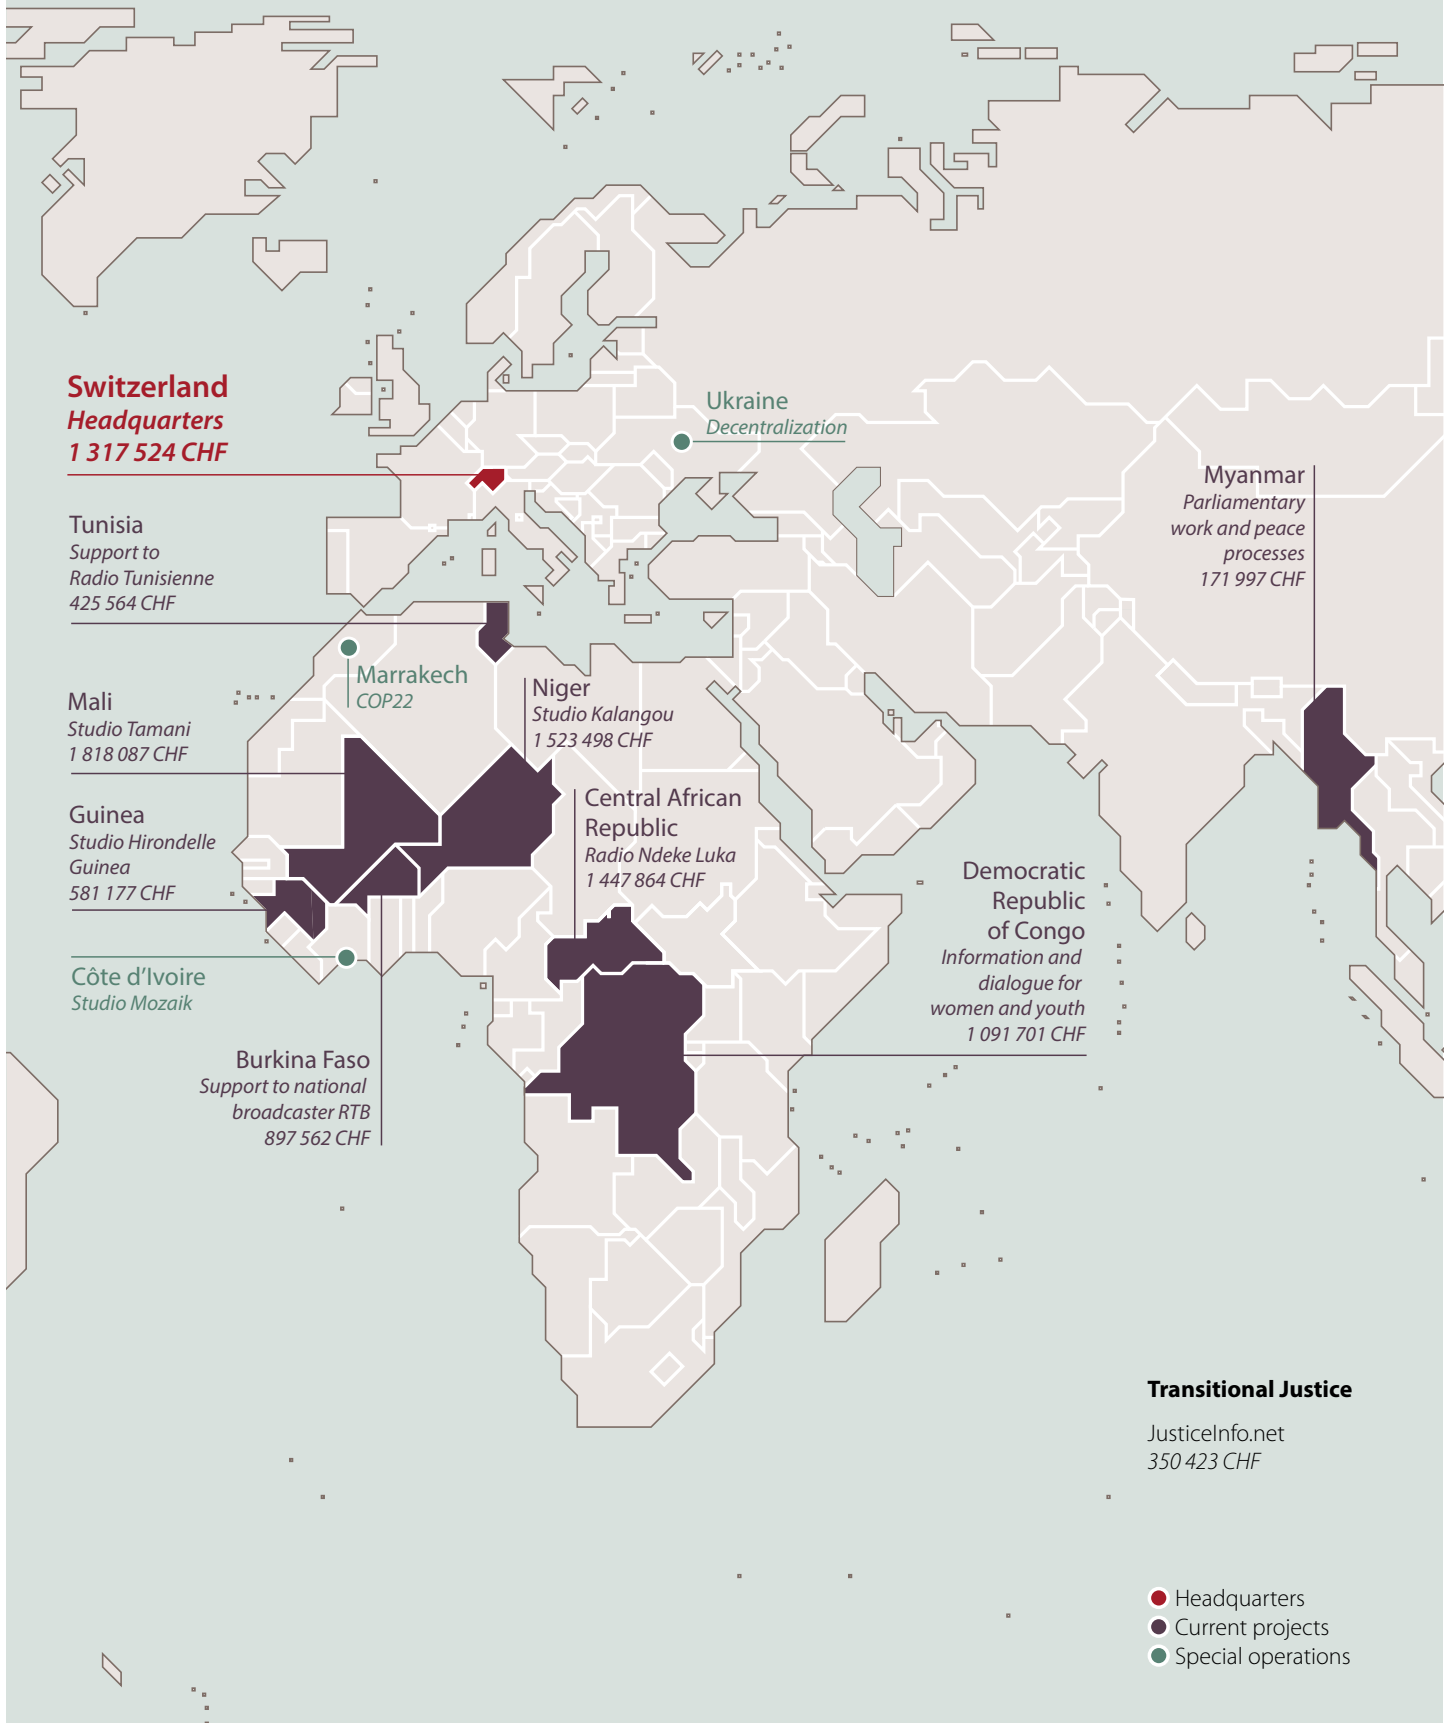 Switzerland
Headquarters
1 317 524 CHF
Ukraine
Decentralization
Myanmar
Parliamentary
work and peace
processes
171 997 CHF
Tunisia
Support to
Radio Tunisienne
425 564 CHF
Marrakech
COP22
Mali
Studio Tamani
1 818 087 CHF
Niger
Studio Kalangou
1 523 498 CHF
Guinea
Studio Hirondelle
Guinea
581 177 CHF
Central African
Republic
Radio Ndeke Luka
1 447 864 CHF
Democratic
Republic
of Congo
Information and
dialogue for
women and youth
1 091 701 CHF
Côte d'Ivoire
Studio Mozaik
Burkina Faso
Support to national
broadcaster RTB
897 562 CHF
Transitional Justice
JusticeInfo.net
350 423 CHF
Headquarters
Current projects
Special operations